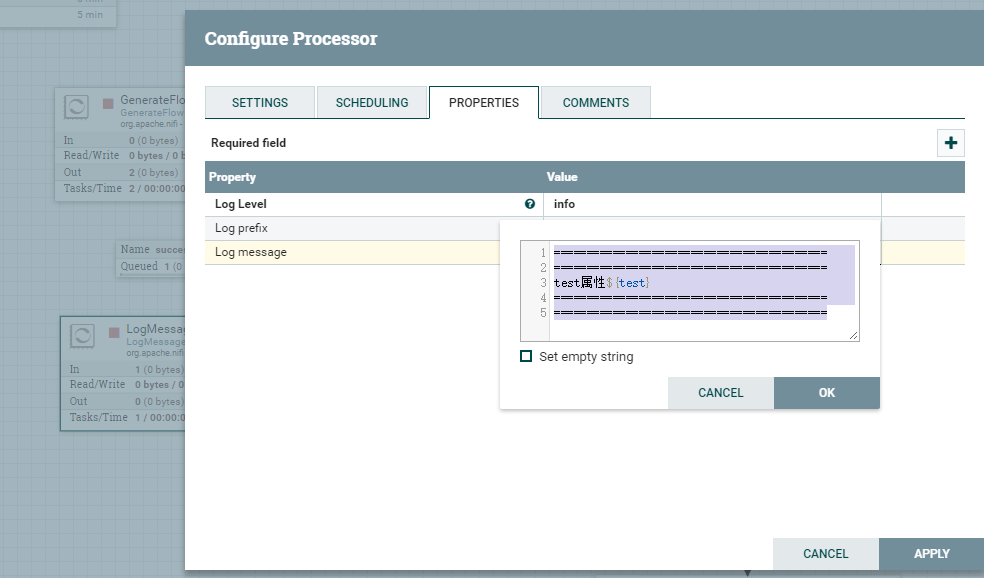 5 min
Configure Processor
SETTINGS SCHEDULING PROPERTIES COMMENTS
Required field
Property Value
Log Level info
Log prefix
Log message
1 =================================
2 =================================
3 test属性${test}
4 =================================
5 =================================
Set empty string
CANCEL OK
CANCEL APPLY
GenerateFlo
GenerateFlow
org.apache.nifi -
In 0 (0 bytes)
Read/Write 0 bytes / 0 b
Out 2 (0 bytes)
Tasks/Time 2 / 00:00:00
Name succe
Queued 1 (0
LogMessa
LogMessage
org.apache.nifi
In 1 (0 bytes)
Read/Write 0 bytes / 0
Out 0 (0 bytes)
Tasks/Time 1 / 00:00:0